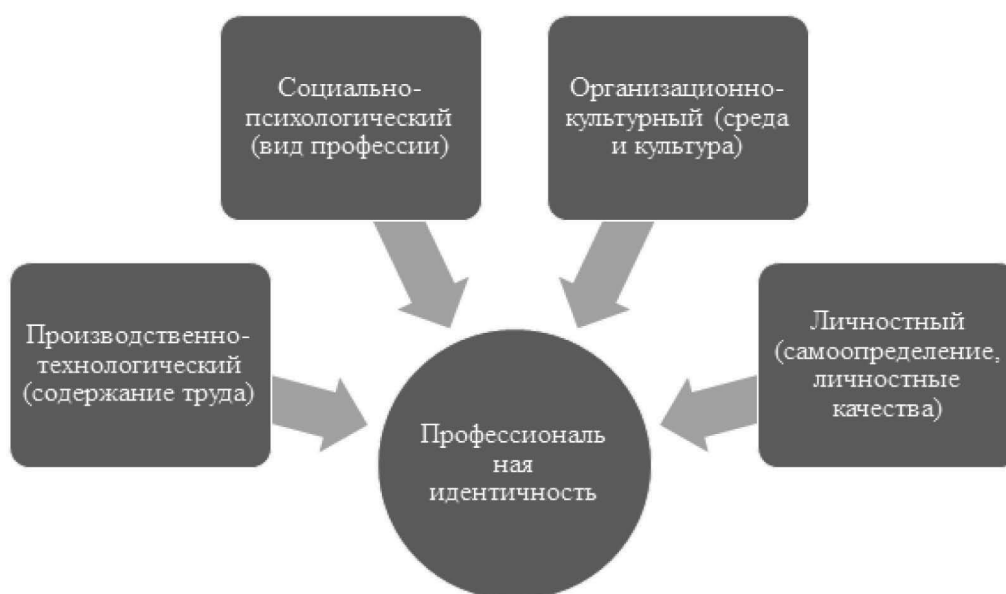 Социально-
психологический
(вид профессии)
Организационно-
культурный (среда
и культура)
Производственно-
технологический
(содержание труда)
Личностный
(самоопределение,
личностные
качества)
Профессиональ
ная
идентичность